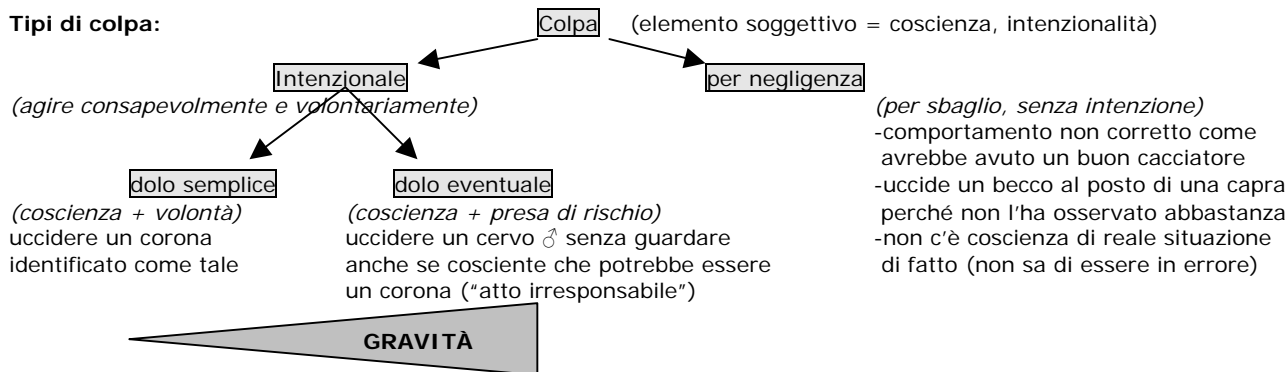 Tipi di colpa:
Colpa (elemento soggettivo = coscienza, intenzionalità)
Intenzionale
per negligenza
(agire consapevolmente e volontariamente)
(per sbaglio, senza intenzione)
-comportamento non corretto come
avrebbe avuto un buon cacciatore
-uccide un becco al posto di una capra
perché non l'ha osservato abbastanza
-non c'è coscienza di reale situazione
di fatto (non sa di essere in errore)
dolo semplice
(coscienza + volontà)
uccidere un corona
identificato come tale
dolo eventuale
(coscienza + presa di rischio)
uccidere un cervo ♂ senza guardare
anche se cosciente che potrebbe essere
un corona ("atto irresponsabile")
GRAVITÀ